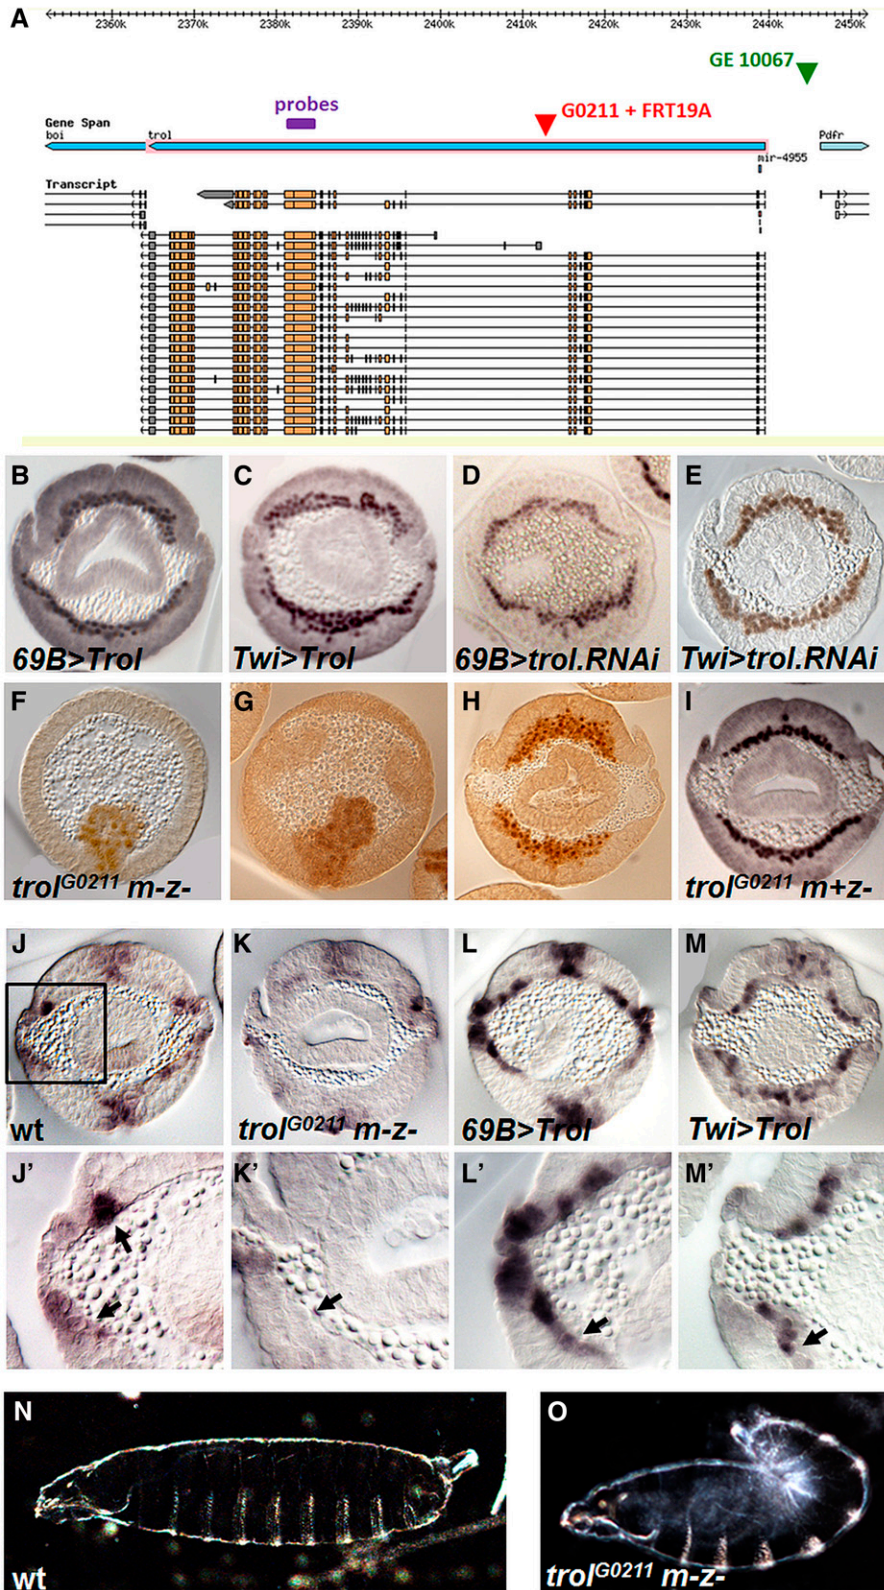 A
2360k 2370k 2380k 2390k 2400k 2410k 2420k 2430k 2440k 2450k
GE 10067
probes
G0211 + FRT19A
Gene Span
boi trol Pdfr
mir-4955
Transcript
B C D E
69B>Trol Twi>Trol 69B>trol.RNAi Twi>trol.RNAi
F G H I
trolG0211 m-z- trolG0211 m+z-
J K L M
wt trolG0211 m-z- 69B>Trol Twi>Trol
J’ K’ L’ M’
N O
wt trolG0211 m-z-